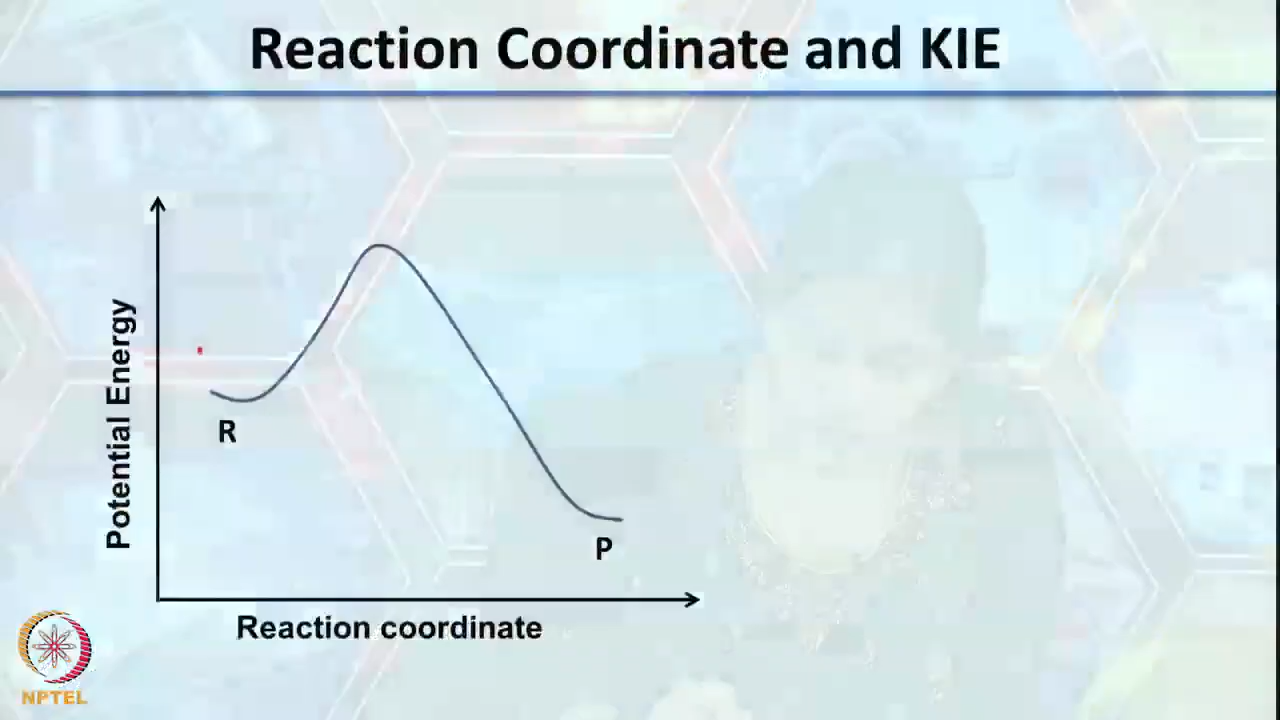 Reaction Coordinate and KIE
Potential Energy
R
P
Reaction coordinate
NPTEL